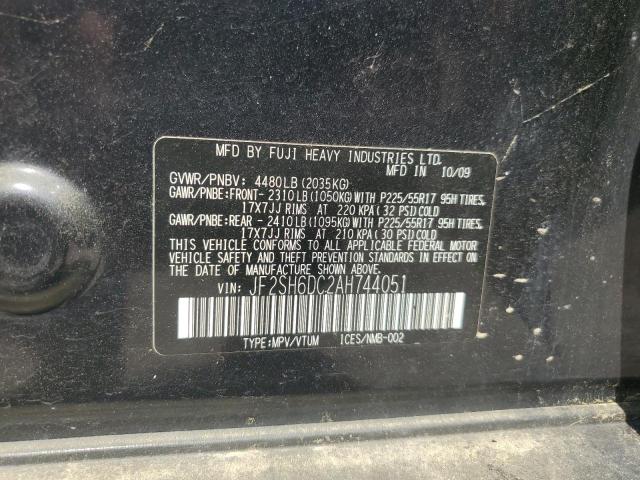 MFD BY FUJI HEAVY INDUSTRIES LTD.
MFD. IN 10/09
GVWR/PNBV: 4480LB (2035KG)
GAWR/PNBE:FRONT-2310LB (1050KG) WITH P225/55R17 95H TIRES,
17X7JJ RIMS AT 220 KPA (32 PSI) COLD
GAWR/PNBE:REAR -2410LB (1095KG) WITH P225/55R17 95H TIRES,
17X7JJ RIMS AT 210 KPA (30 PSI) COLD
THIS VEHICLE CONFORMS TO ALL APPLICABLE FEDERAL MOTOR
VEHICLE SAFETY AND THEFT PREVENTION STANDARDS IN EFFECT
ON THE DATE OF MANUFACTURE SHOWN ABOVE.
VIN: JF2SH6DC2AH744051
TYPE:MPV/VTUM ICES/NMB-002